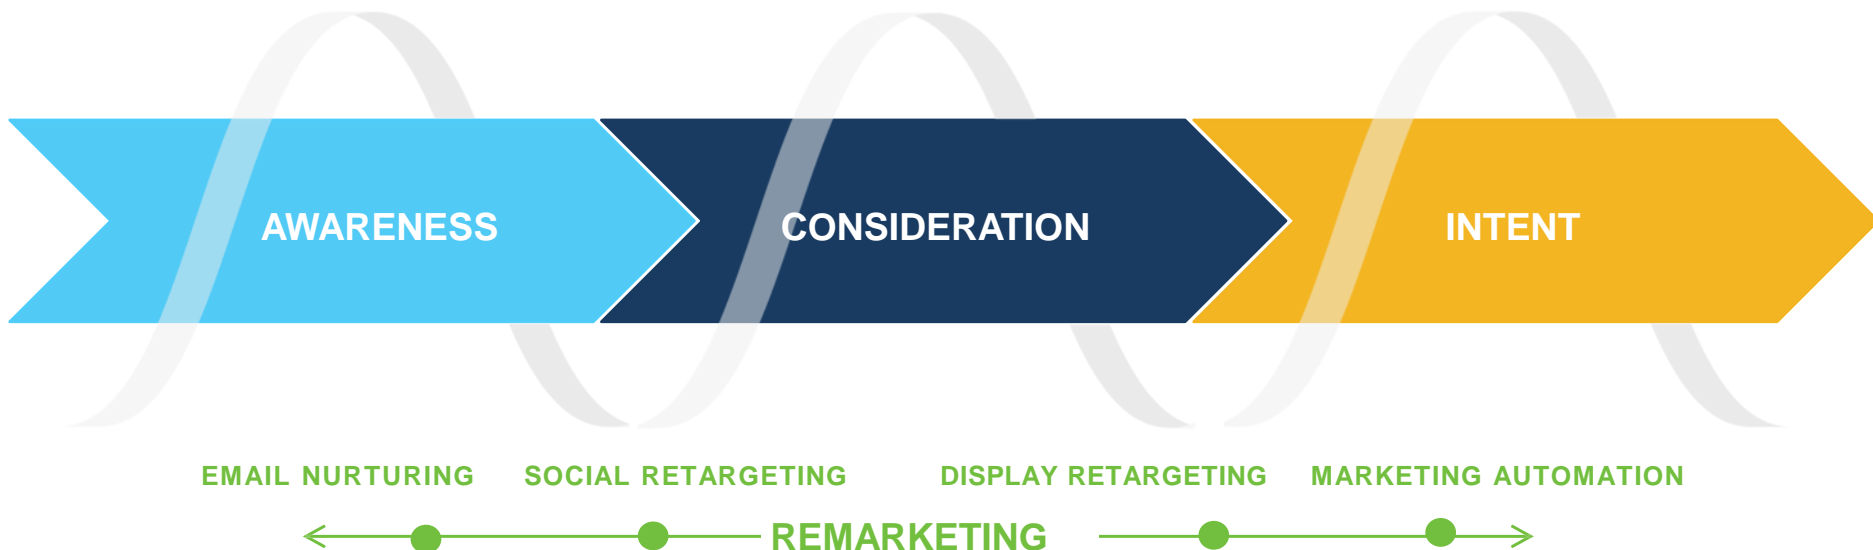 AWARENESS
CONSIDERATION
INTENT
EMAIL NURTURING
SOCIAL RETARGETING
DISPLAY RETARGETING
MARKETING AUTOMATION
REMARKETING